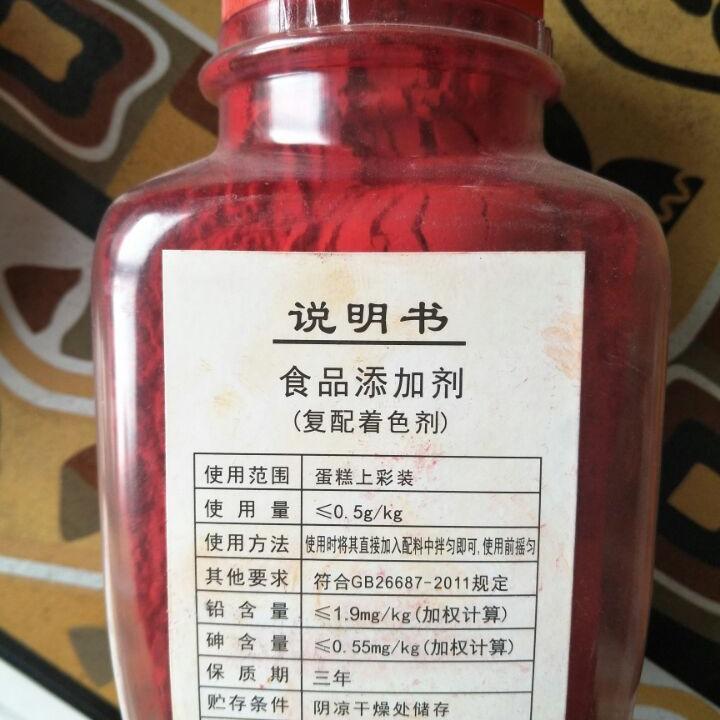 说明书
食品添加剂
(复配着色剂)
使用范围 蛋糕上彩装
使用量 ≤0.5g/kg
使用方法 使用时将其直接加入配料中拌匀即可,使用前摇匀
其他要求 符合GB26687-2011规定
铅含量 ≤1.9mg/kg(加权计算)
砷含量 ≤0.55mg/kg(加权计算)
保质期 三年
贮存条件 阴凉干燥处储存